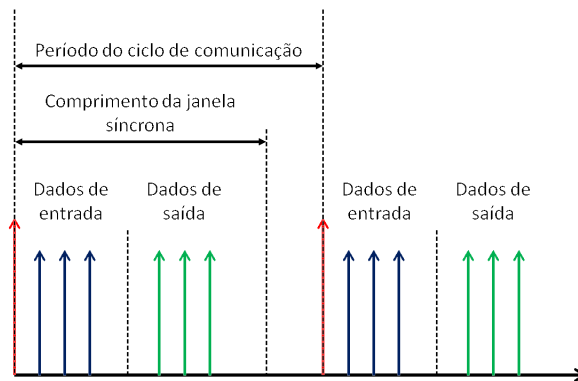 Período do ciclo de comunicação
Comprimento da janela
síncrona
Dados de
entrada
Dados de
saída
Dados de
entrada
Dados de
saída